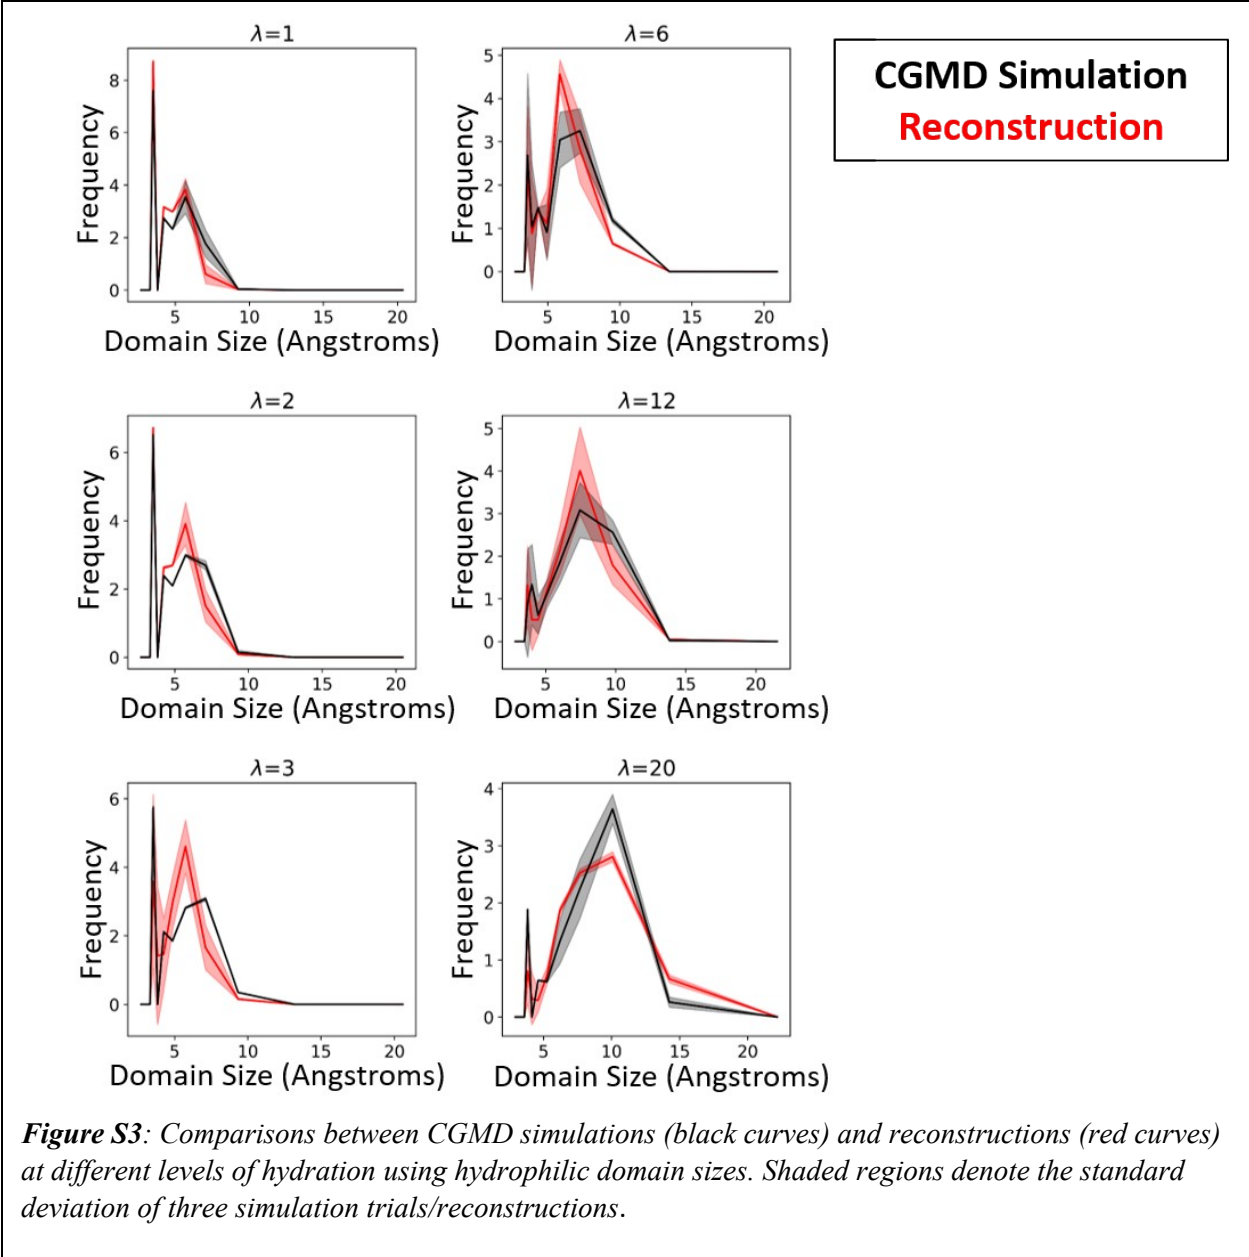 λ=1
8
6
4
2
0
Frequency
5 10 15 20
Domain Size (Angstroms)
λ=6
5
4
3
2
1
0
Frequency
5 10 15 20
Domain Size (Angstroms)
CGMD Simulation
Reconstruction
λ=2
6
4
2
0
Frequency
5 10 15 20
Domain Size (Angstroms)
λ=12
5
4
3
2
1
0
Frequency
5 10 15 20
Domain Size (Angstroms)
λ=3
6
4
2
0
Frequency
5 10 15 20
Domain Size (Angstroms)
λ=20
4
3
2
1
0
Frequency
5 10 15 20
Domain Size (Angstroms)
Figure S3: Comparisons between CGMD simulations (black curves) and reconstructions (red curves)
at different levels of hydration using hydrophilic domain sizes. Shaded regions denote the standard
deviation of three simulation trials/reconstructions.